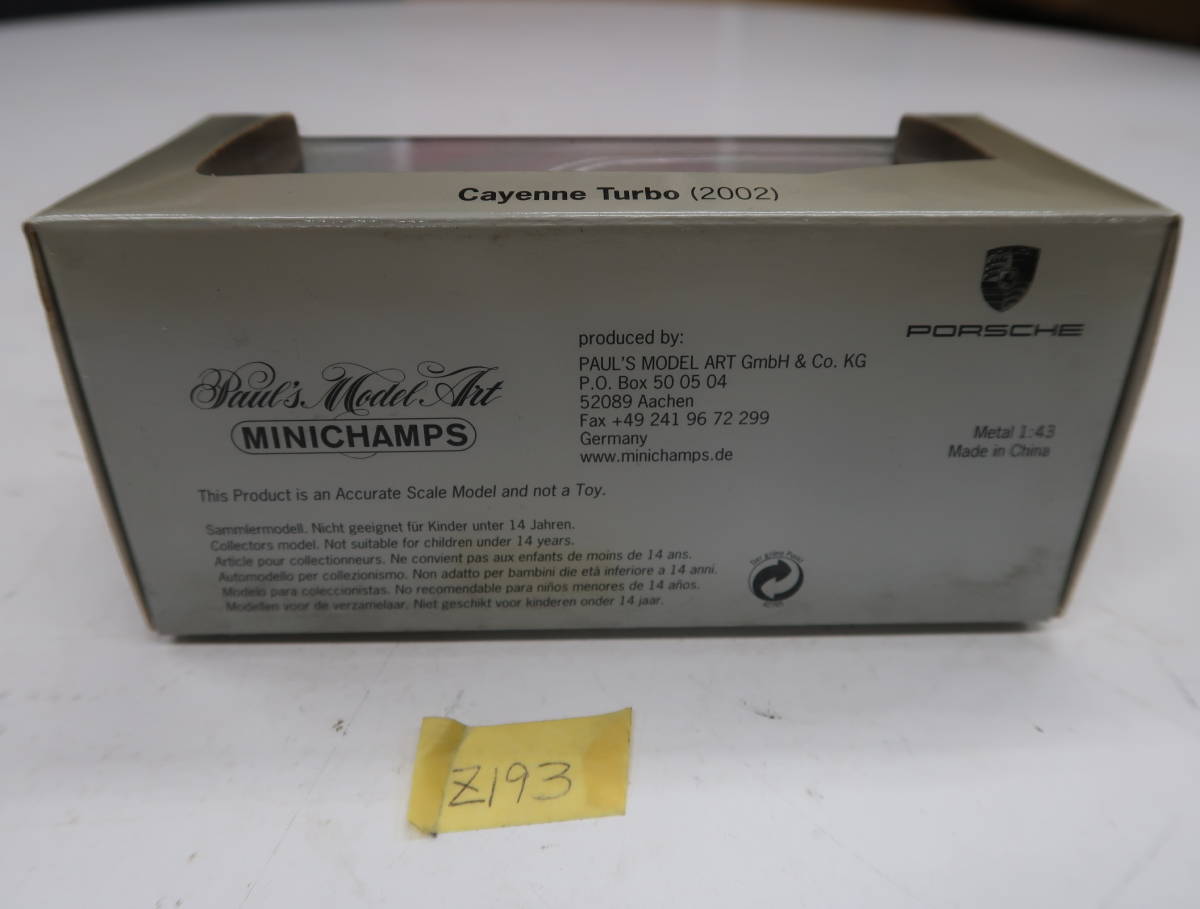 Cayenne Turbo (2002)
PORSCHE
produced by:
PAUL'S MODEL ART GmbH & Co. KG
P.O. Box 50 05 04
52089 Aachen
Fax +49 241 96 72 299
Germany
www.minichamps.de
Paul's Model Art
MINICHAMPS
Metal 1:43
Made in China
This Product is an Accurate Scale Model and not a Toy.
Sammlermodell. Nicht geeignet für Kinder unter 14 Jahren.
Collectors model. Not suitable for children under 14 years.
Article pour collectionneurs. Ne convient pas aux enfants de moins de 14 ans.
Automodello per collezionismo. Non adatto per bambini die età inferiore a 14 anni.
Modelo para coleccionistas. No recomendable para niños menores de 14 años.
Modellen voor de verzamelaar. Niet geschikt voor kinderen onder 14 jaar.
Der grüne Punkt
Z193